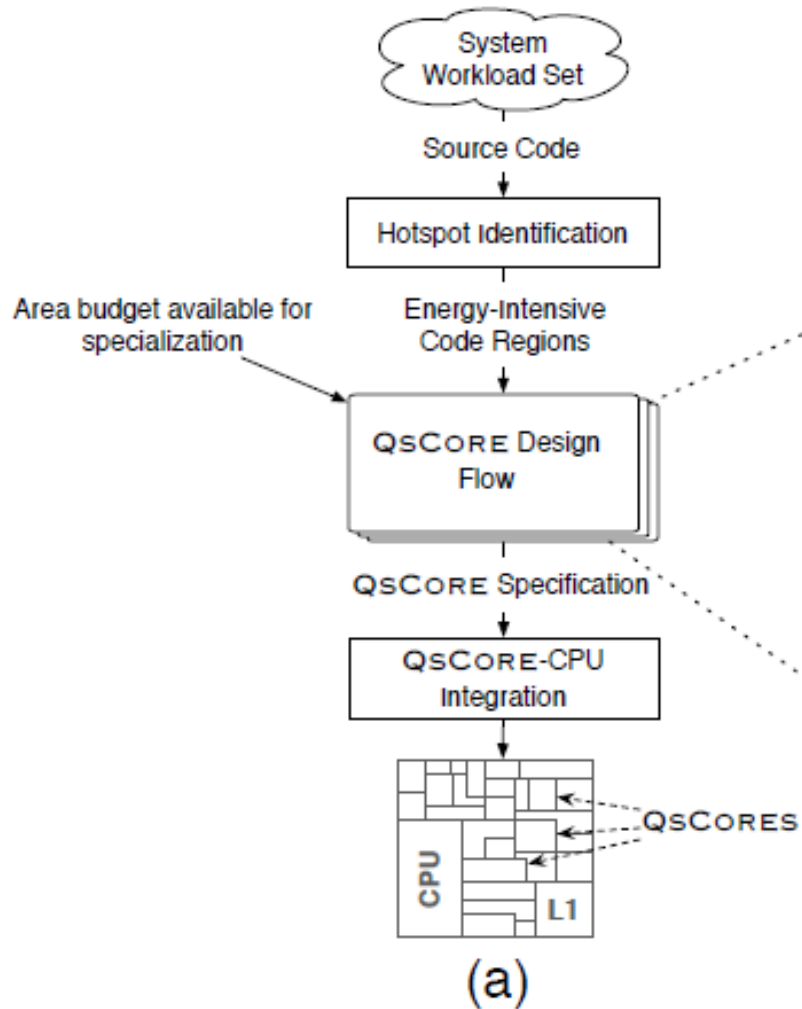 System
Workload Set
Source Code
Hotspot Identification
Area budget available for
specialization
Energy-Intensive
Code Regions
QSCORE Design
Flow
QSCORE Specification
QSCORE-CPU
Integration
QSCORES
CPU
L1
(a)